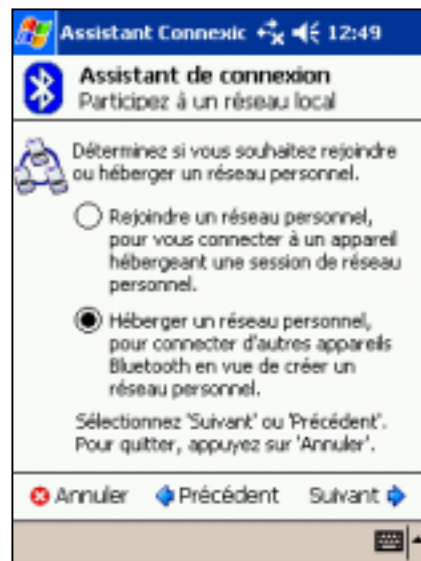 Assistant Connexic 12:49
Assistant de connexion
Participez à un réseau local
Déterminez si vous souhaitez rejoindre
ou héberger un réseau personnel.
Rejoindre un réseau personnel,
pour vous connecter à un appareil
hébergeant une session de réseau
personnel.
Héberger un réseau personnel,
pour connecter d'autres appareils
Bluetooth en vue de créer un
réseau personnel.
Sélectionnez 'Suivant' ou 'Précédent'.
Pour quitter, appuyez sur 'Annuler'.
Annuler Précédent Suivant